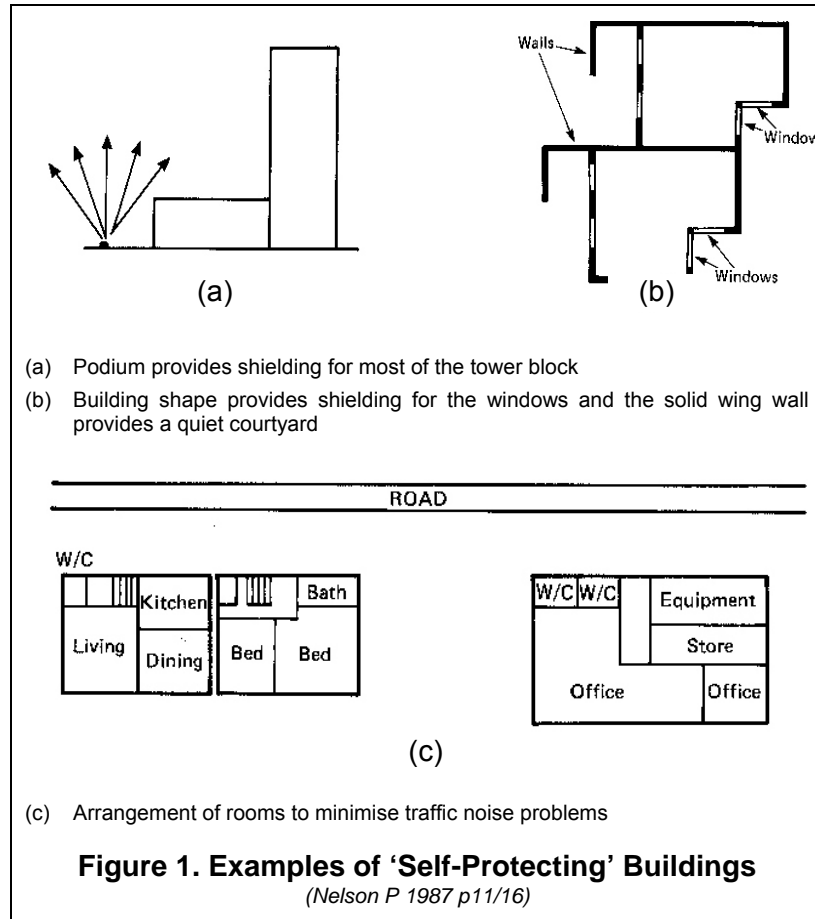 Walls
Window
Windows
(a)
(b)
(a) Podium provides shielding for most of the tower block
(b) Building shape provides shielding for the windows and the solid wing wall
provides a quiet courtyard
ROAD
W/C
Kitchen
Living
Dining
Bath
Bed
Bed
W/C
W/C
Equipment
Store
Office
Office
(c)
(c) Arrangement of rooms to minimise traffic noise problems
Figure 1. Examples of ‘Self-Protecting’ Buildings
(Nelson P 1987 p11/16)